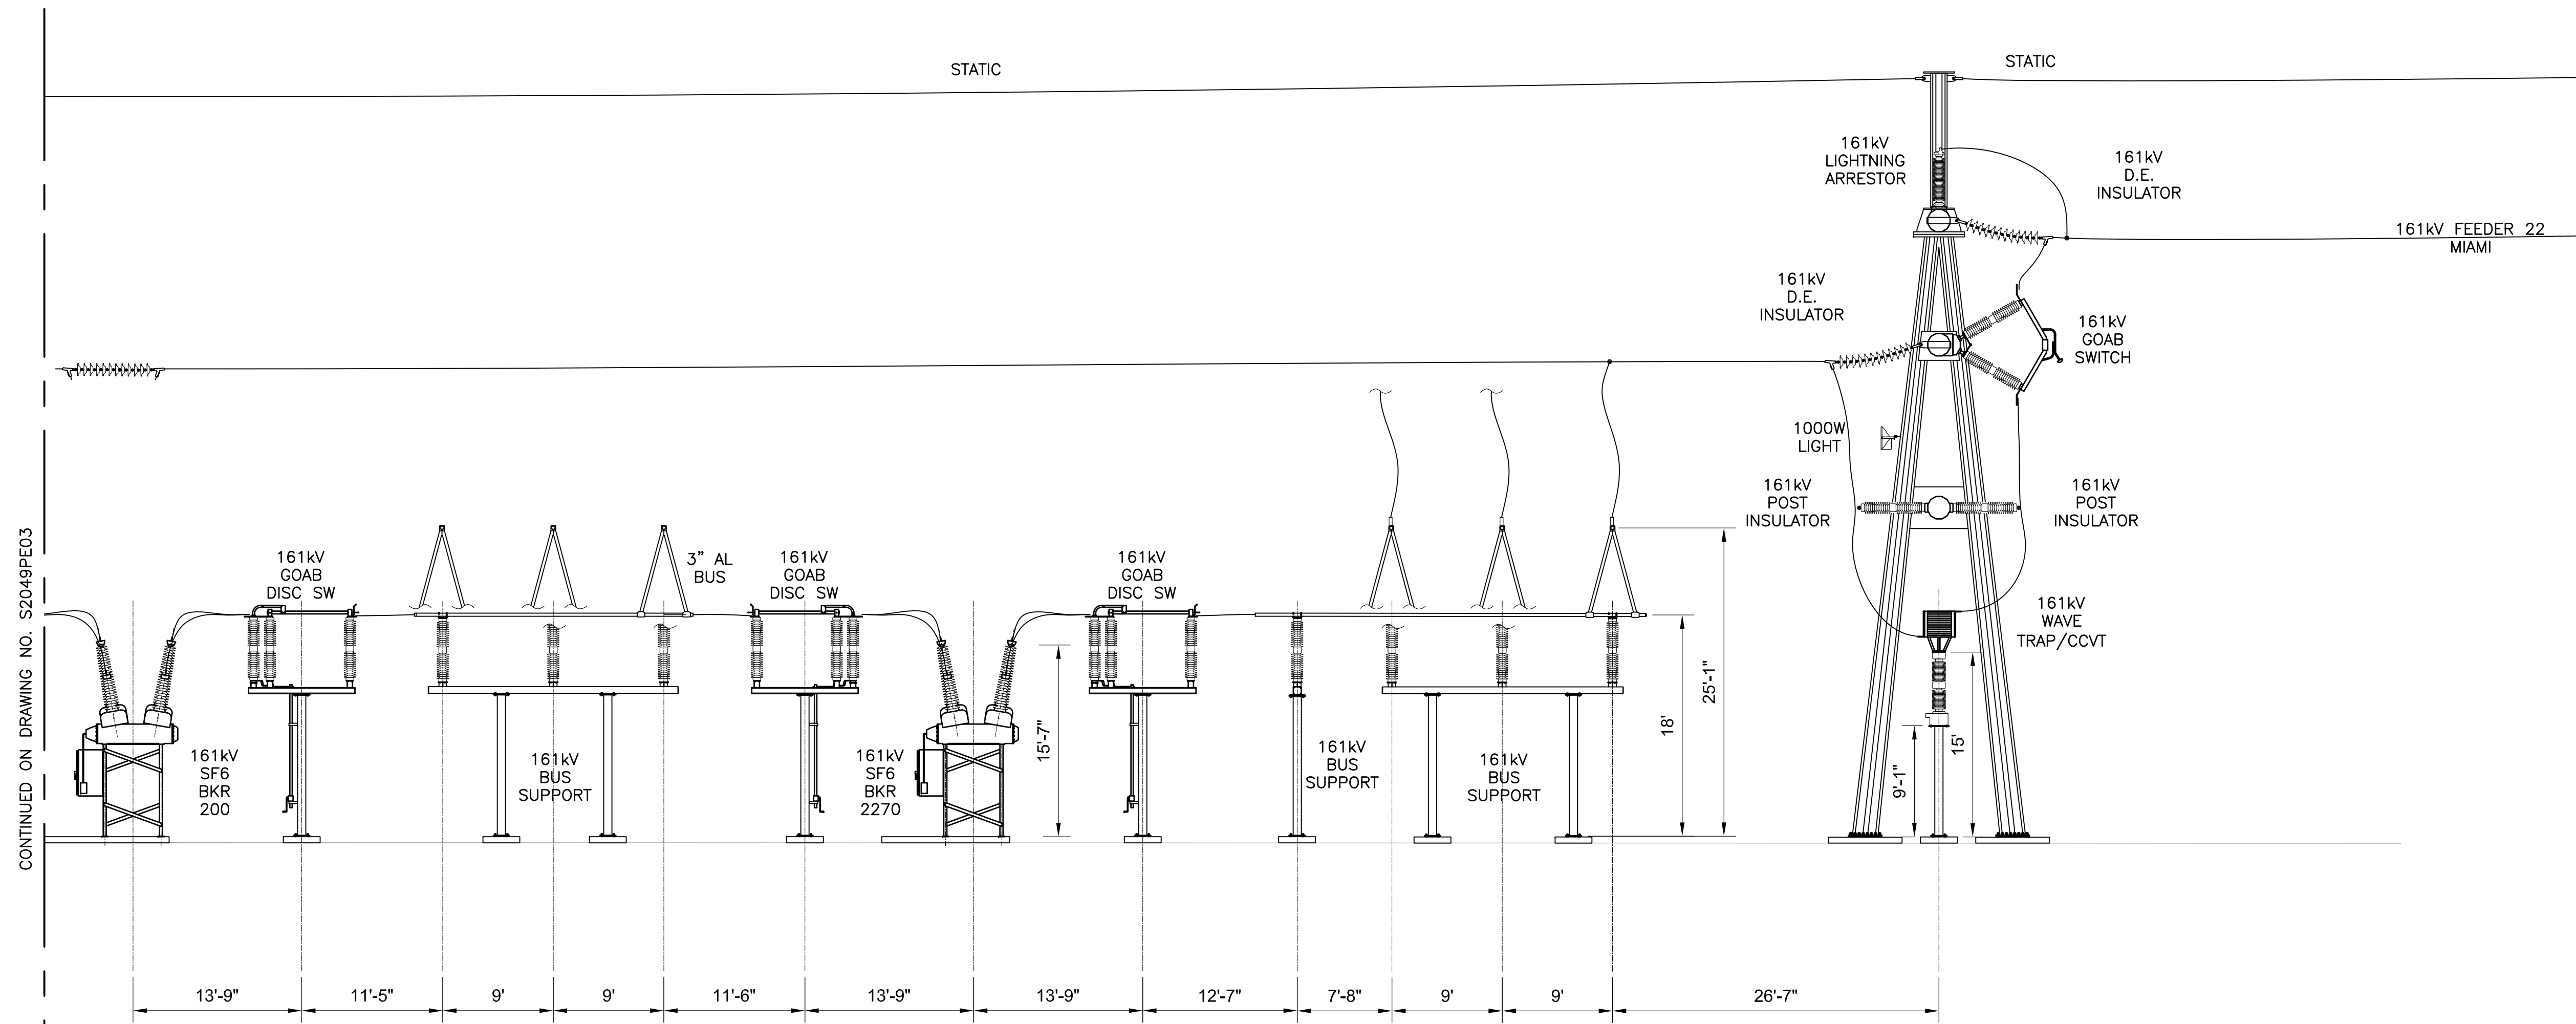 STATIC
STATIC
161kV
LIGHTNING
ARRESTOR
161kV
D.E.
INSULATOR
161kV FEEDER 22
MIAMI
161kV
D.E.
INSULATOR
161kV
GOAB
SWITCH
1000W
LIGHT
161kV
POST
INSULATOR
161kV
POST
INSULATOR
CONTINUED ON DRAWING NO. S2049PE03
161kV
GOAB
DISC SW
3" AL
BUS
161kV
GOAB
DISC SW
161kV
GOAB
DISC SW
161kV
WAVE
TRAP/CCVT
25'-1"
18'
15'-7"
15'
9'-1"
161kV
SF6
BKR
200
161kV
BUS
SUPPORT
161kV
SF6
BKR
2270
161kV
BUS
SUPPORT
161kV
BUS
SUPPORT
13'-9"
11'-5"
9'
9'
11'-6"
13'-9"
13'-9"
12'-7"
7'-8"
9'
9'
26'-7"